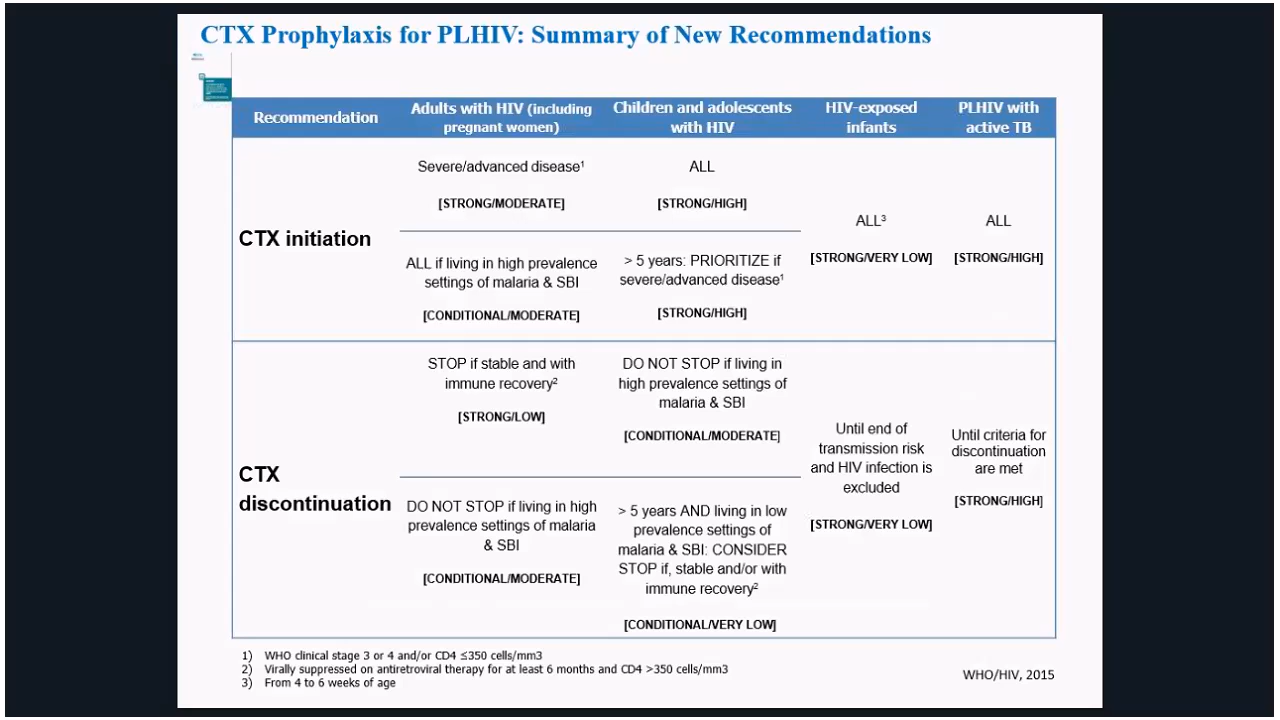 CTX Prophylaxis for PLHIV: Summary of New Recommendations
Recommendation
Adults with HIV (including
pregnant women)
Children and adolescents
with HIV
HIV-exposed
infants
PLHIV with
active TB
CTX initiation
Severe/advanced disease¹
[STRONG/MODERATE]
ALL if living in high prevalence
settings of malaria & SBI
[CONDITIONAL/MODERATE]
ALL
[STRONG/HIGH]
> 5 years: PRIORITIZE if
severe/advanced disease¹
[STRONG/HIGH]
ALL³
[STRONG/VERY LOW]
ALL
[STRONG/HIGH]
CTX
discontinuation
STOP if stable and with
immune recovery²
[STRONG/LOW]
DO NOT STOP if living in high
prevalence settings of malaria
& SBI
[CONDITIONAL/MODERATE]
DO NOT STOP if living in
high prevalence settings of
malaria & SBI
[CONDITIONAL/MODERATE]
> 5 years AND living in low
prevalence settings of
malaria & SBI: CONSIDER
STOP if, stable and/or with
immune recovery²
[CONDITIONAL/VERY LOW]
Until end of
transmission risk
and HIV infection is
excluded
[STRONG/VERY LOW]
Until criteria for
discontinuation
are met
[STRONG/HIGH]
1) WHO clinical stage 3 or 4 and/or CD4 ≤350 cells/mm3
2) Virally suppressed on antiretroviral therapy for at least 6 months and CD4 >350 cells/mm3
3) From 4 to 6 weeks of age
WHO/HIV, 2015